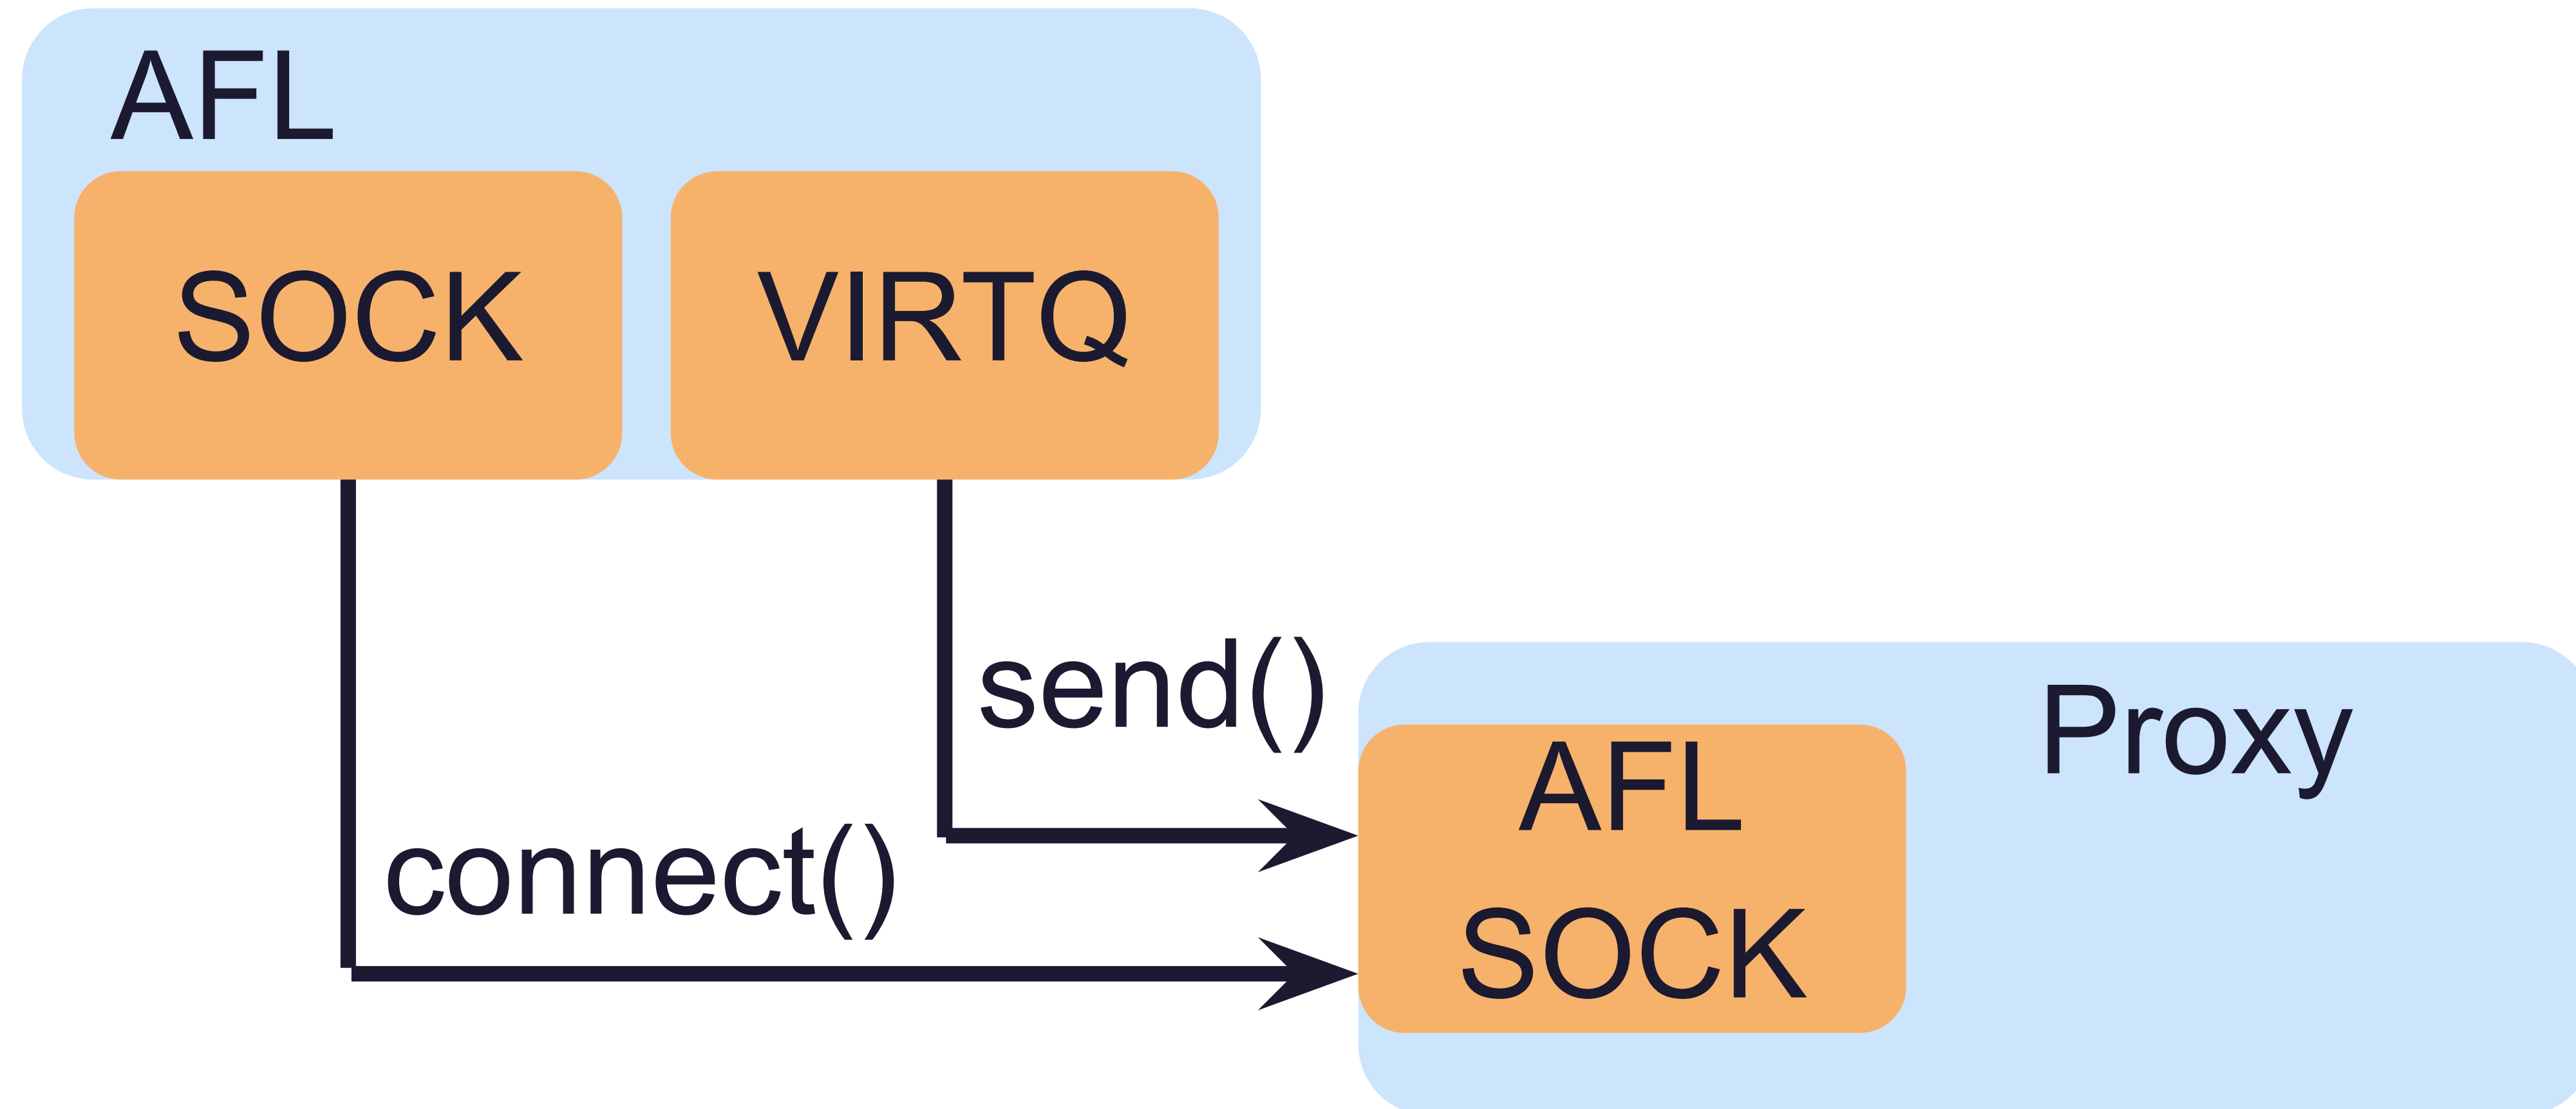 AFL
SOCK
VIRTQ
send()
connect()
Proxy
AFL
SOCK